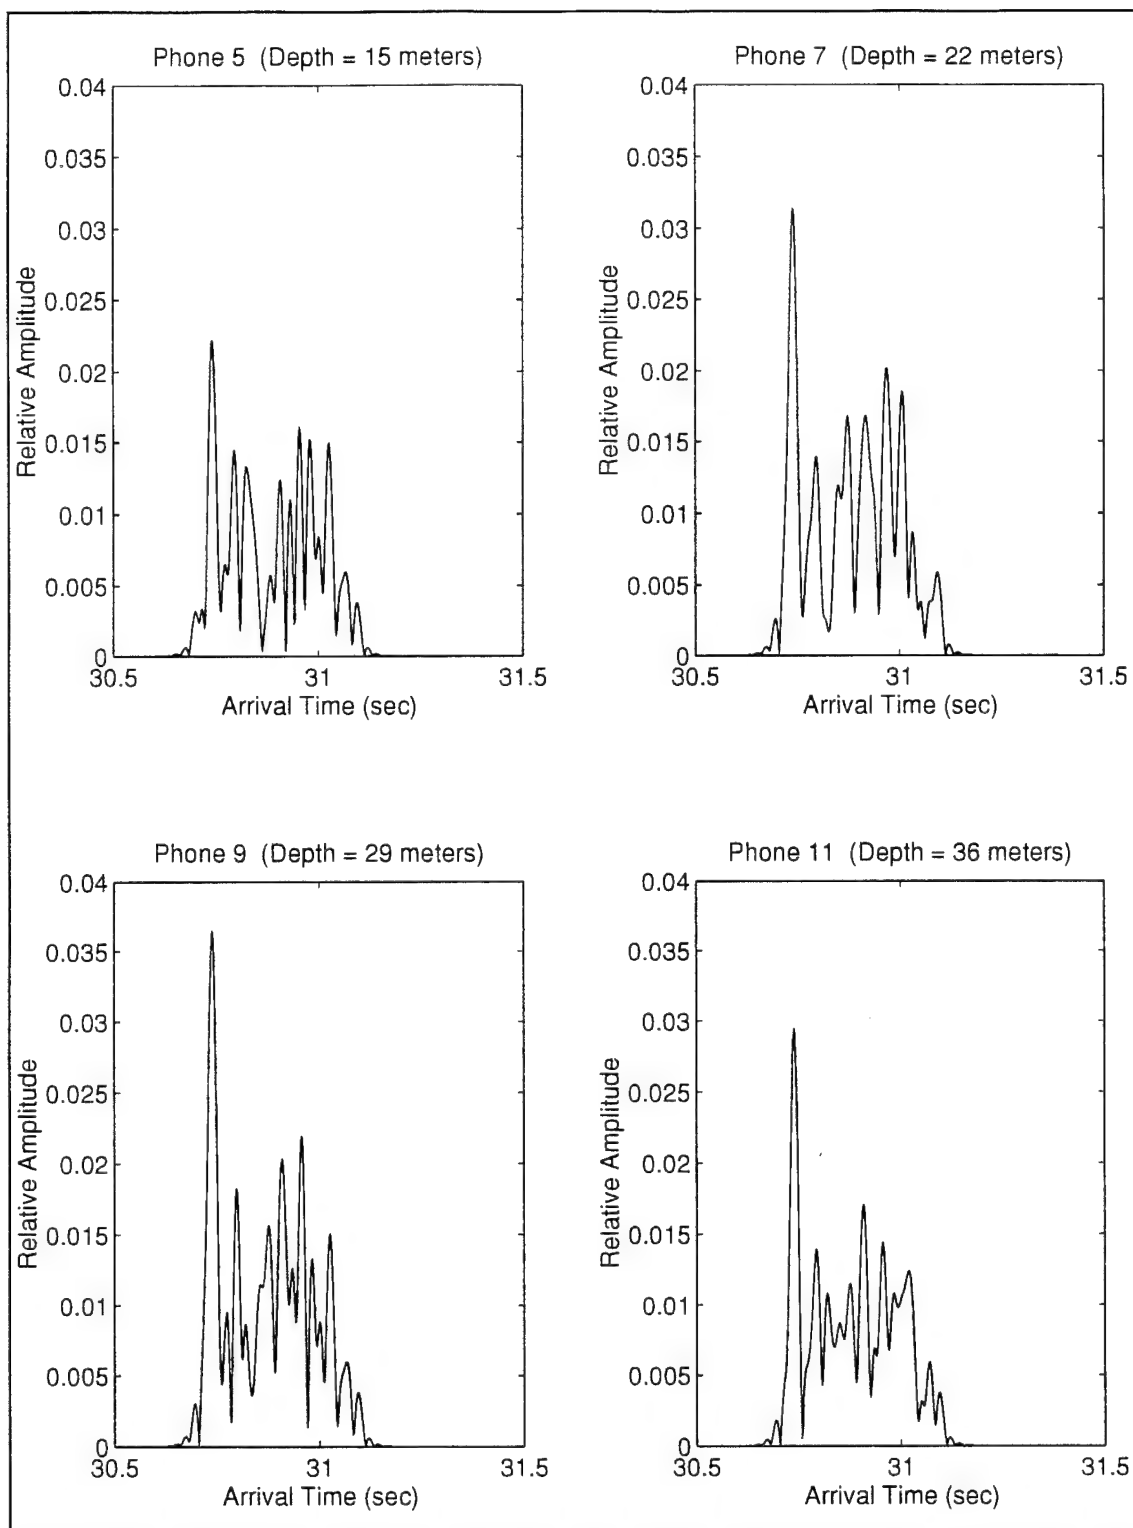 Phone 5 (Depth = 15 meters)
0.04
0.035
0.03
0.025
0.02
0.015
0.01
0.005
0
Relative Amplitude
30.5 31 31.5
Arrival Time (sec)
Phone 7 (Depth = 22 meters)
0.04
0.035
0.03
0.025
0.02
0.015
0.01
0.005
0
Relative Amplitude
30.5 31 31.5
Arrival Time (sec)
Phone 9 (Depth = 29 meters)
0.04
0.035
0.03
0.025
0.02
0.015
0.01
0.005
0
Relative Amplitude
30.5 31 31.5
Arrival Time (sec)
Phone 11 (Depth = 36 meters)
0.04
0.035
0.03
0.025
0.02
0.015
0.01
0.005
0
Relative Amplitude
30.5 31 31.5
Arrival Time (sec)